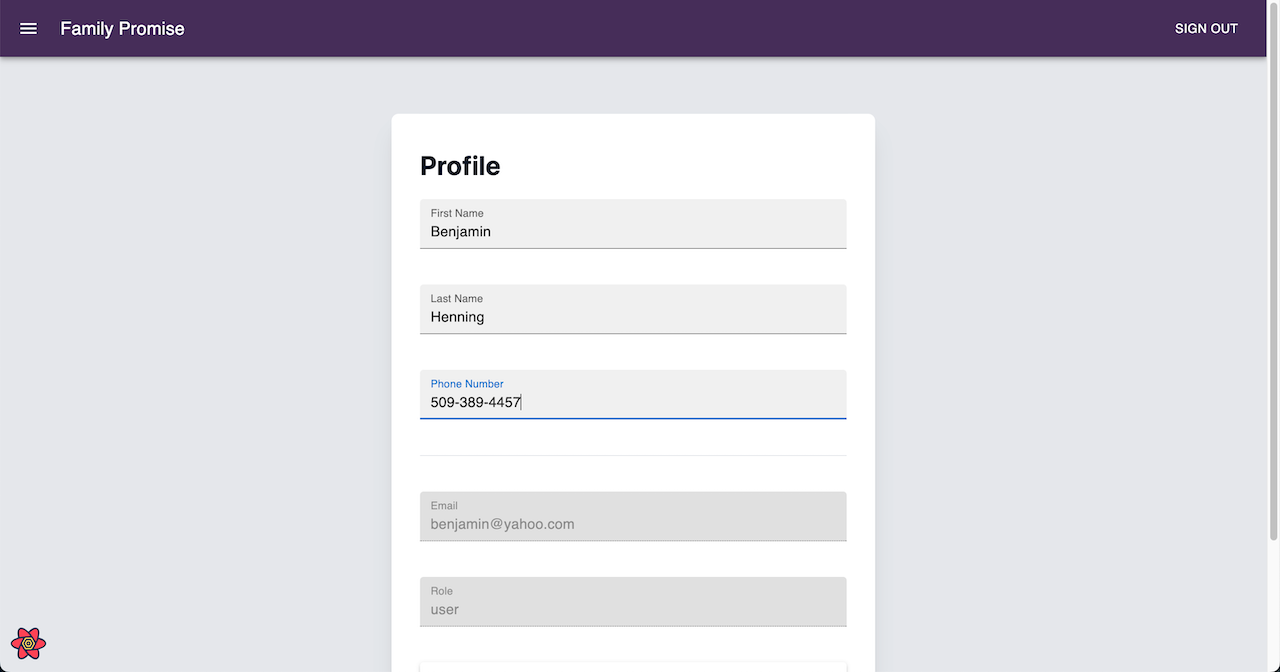 Family Promise
SIGN OUT
Profile
First Name
Benjamin
Last Name
Henning
Phone Number
509-389-4457
Email
benjamin@yahoo.com
Role
user